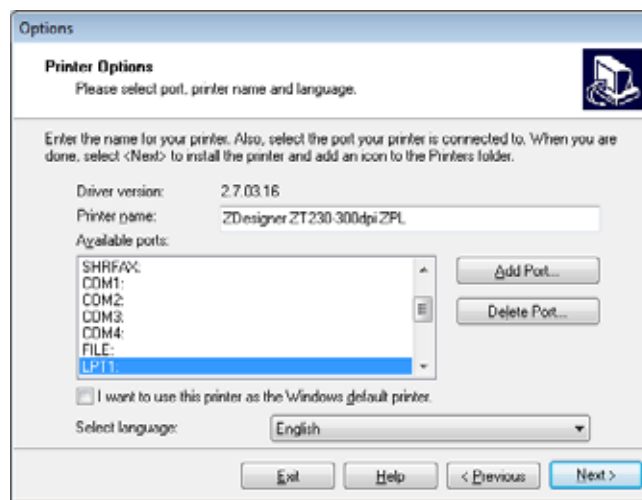 Options
Printer Options
Please select port, printer name and language.
Enter the name for your printer. Also, select the port your printer is connected to. When you are
done, select <Next> to install the printer and add an icon to the Printers folder.
Driver version: 2.7.03.16
Printer name: ZDesigner ZT230-300dpi ZPL
Available ports:
SHRFAX:
COM1:
COM2:
COM3:
COM4:
FILE:
LPT1:
Add Port...
Delete Port...
I want to use this printer as the Windows default printer.
Select language: English
Exit Help < Previous Next >